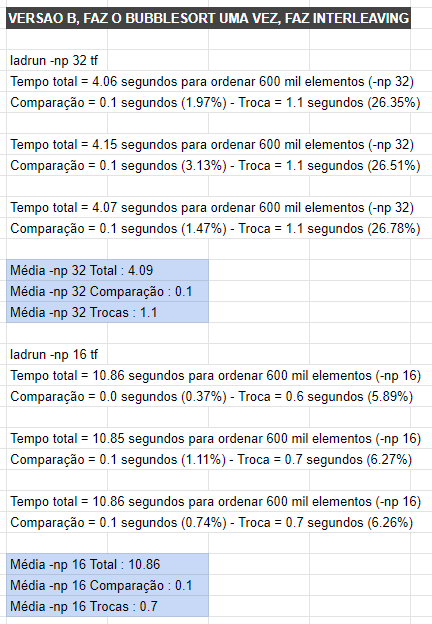 VERSAO B, FAZ O BUBBLESORT UMA VEZ, FAZ INTERLEAVING
ladrun -np 32 tf
Tempo total = 4.06 segundos para ordenar 600 mil elementos (-np 32)
Comparação = 0.1 segundos (1.97%) - Troca = 1.1 segundos (26.35%)
Tempo total = 4.15 segundos para ordenar 600 mil elementos (-np 32)
Comparação = 0.1 segundos (3.13%) - Troca = 1.1 segundos (26.51%)
Tempo total = 4.07 segundos para ordenar 600 mil elementos (-np 32)
Comparação = 0.1 segundos (1.47%) - Troca = 1.1 segundos (26.78%)
Média -np 32 Total : 4.09
Média -np 32 Comparação : 0.1
Média -np 32 Trocas : 1.1
ladrun -np 16 tf
Tempo total = 10.86 segundos para ordenar 600 mil elementos (-np 16)
Comparação = 0.0 segundos (0.37%) - Troca = 0.6 segundos (5.89%)
Tempo total = 10.85 segundos para ordenar 600 mil elementos (-np 16)
Comparação = 0.1 segundos (1.11%) - Troca = 0.7 segundos (6.27%)
Tempo total = 10.86 segundos para ordenar 600 mil elementos (-np 16)
Comparação = 0.1 segundos (0.74%) - Troca = 0.7 segundos (6.26%)
Média -np 16 Total : 10.86
Média -np 16 Comparação : 0.1
Média -np 16 Trocas : 0.7